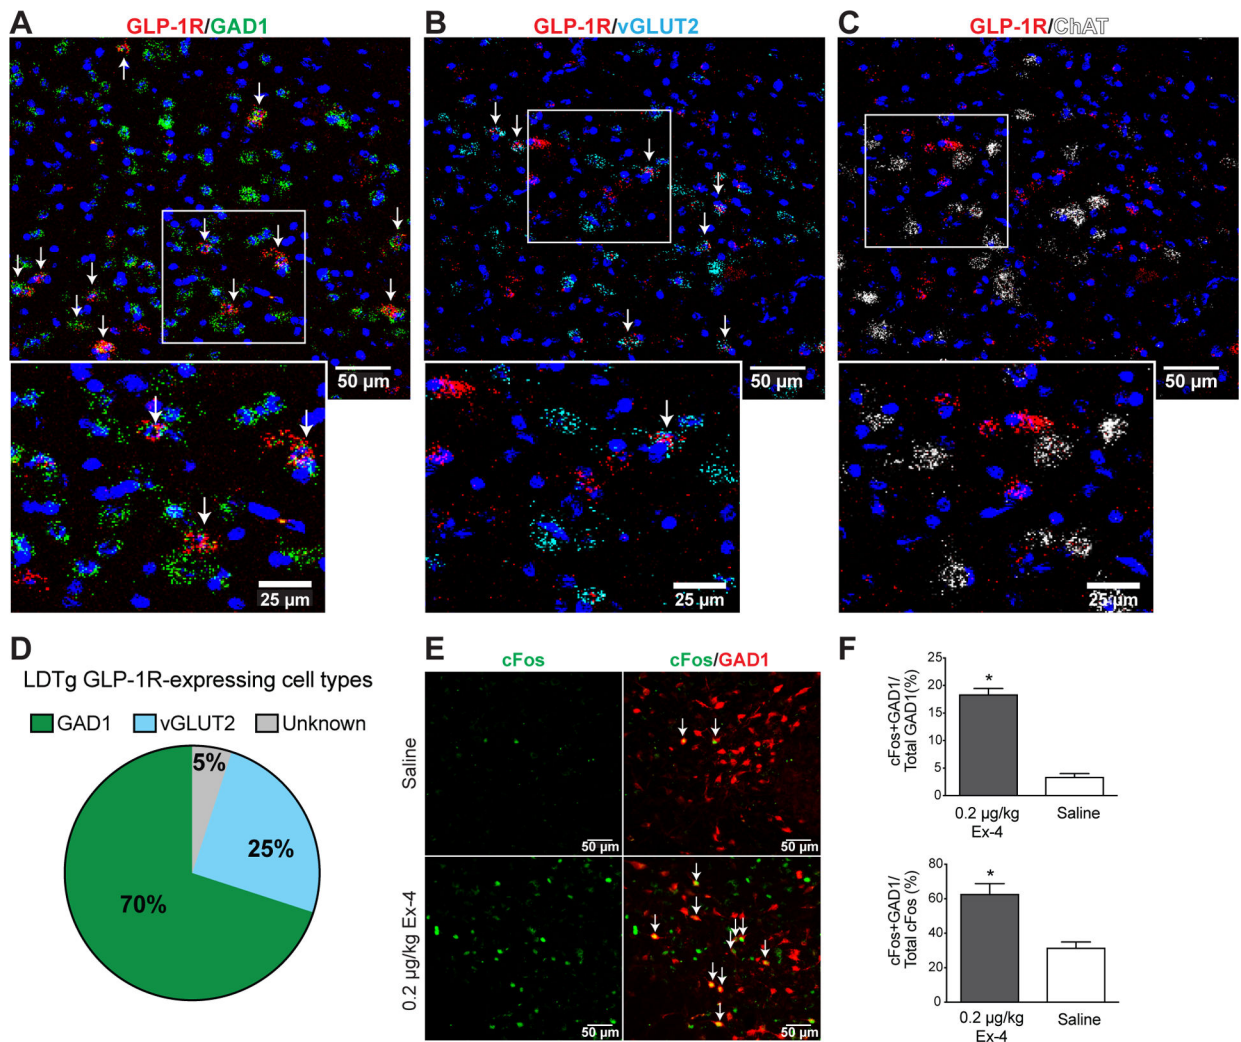 A
GLP-1R/GAD1
50 µm
25 µm
B
GLP-1R/vGLUT2
50 µm
25 µm
C
GLP-1R/ChAT
50 µm
25 µm
D
LDTg GLP-1R-expressing cell types
GAD1
vGLUT2
Unknown
5%
25%
70%
E
cFos
cFos/GAD1
Saline
50 µm
50 µm
0.2 µg/kg Ex-4
50 µm
50 µm
F
cFos+GAD1/
Total GAD1(%)
25
20
15
10
5
0
*
0.2 µg/kg
Ex-4
Saline
cFos+GAD1/
Total cFos (%)
80
60
40
20
0
*
0.2 µg/kg
Ex-4
Saline